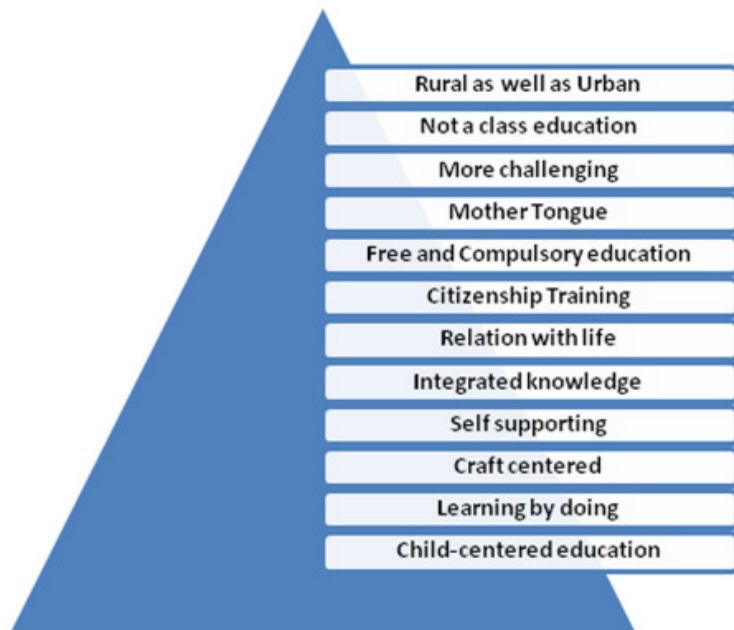 Rural as well as Urban
Not a class education
More challenging
Mother Tongue
Free and Compulsory education
Citizenship Training
Relation with life
Integrated knowledge
Self supporting
Craft centered
Learning by doing
Child-centered education